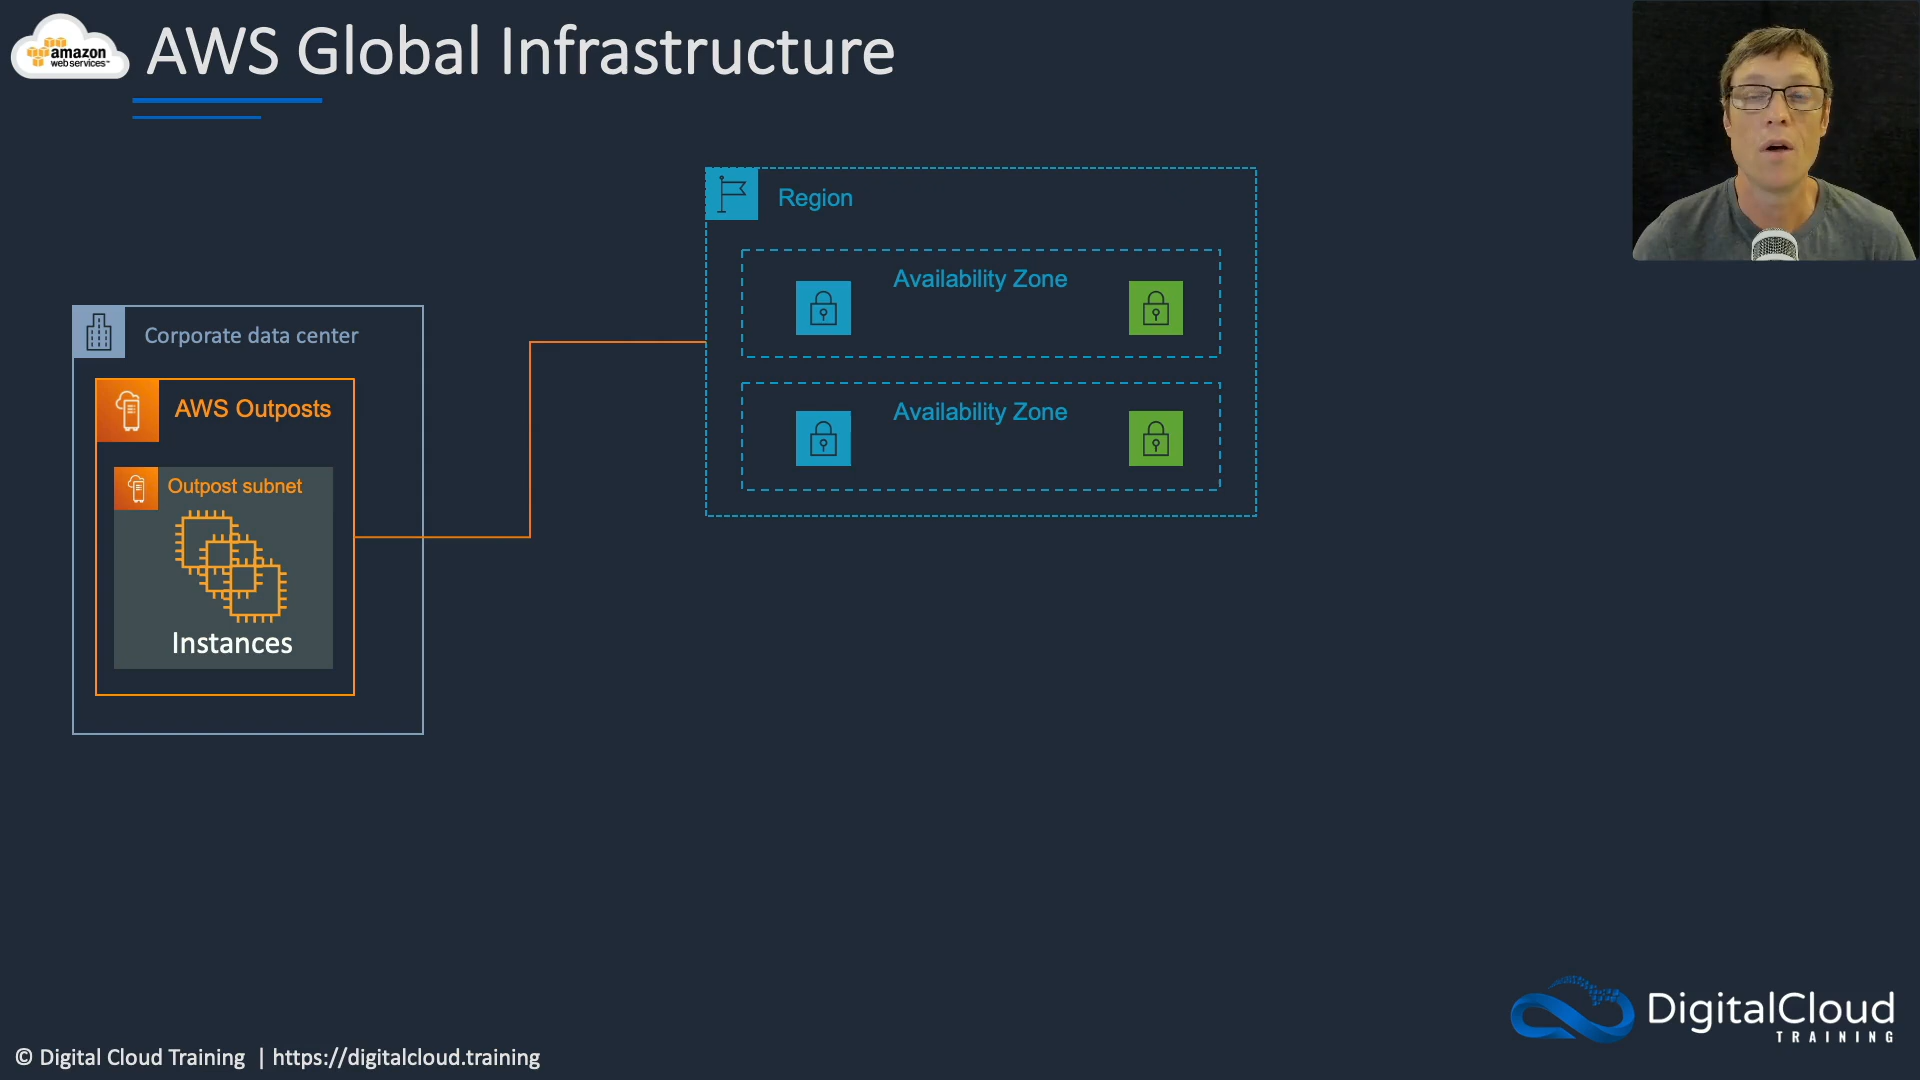 amazon
web services™
AWS Global Infrastructure
Region
Availability Zone
Corporate data center
AWS Outposts
Availability Zone
Outpost subnet
Instances
DigitalCloud
TRAINING
© Digital Cloud Training | https://digitalcloud.training